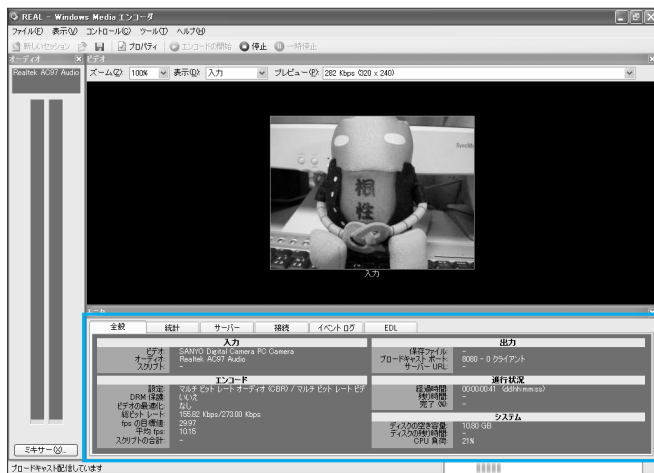 REAL - Windows Media エンコーダ
ファイル(F) 表示(V) コントロール(C) ツール(T) ヘルプ(H)
新しいセッション プロパティ エンコードの開始 停止 一時停止
オーディオ ビデオ
Realtek AC97 Audio ズーム(Z): 100% 表示(D): 入力 プレビュー(P): 282 Kbps (320 x 240)
SyncMa
根性
入力
モニタ
全般 統計 サーバー 接続 イベント ログ EDL
入力
ビデオ: SANYO Digital Camera PC Camera
オーディオ: Realtek AC97 Audio
スクリプト: -
エンコード
設定: マルチ ビット レート オーディオ (CBR) / マルチ ビット レート ビデ
DRM 保護: いいえ
ビデオの最適化: なし
総ビット レート: 155.82 Kbps/273.00 Kbps
fps の目標値: 29.97
平均 fps: 10.15
スクリプトの合計: -
出力
保存ファイル: -
ブロードキャスト ポート: 8080 - 0 クライアント
サーバー URL: -
進行状況
経過時間: 00:00:00:41 (dd:hh:mm:ss)
残り時間: -
完了 (%): -
システム
ディスクの空き容量: 10.80 GB
ディスクの残り時間: -
CPU 負荷: 21%
ミキサー(X)...
ブロードキャスト配信しています